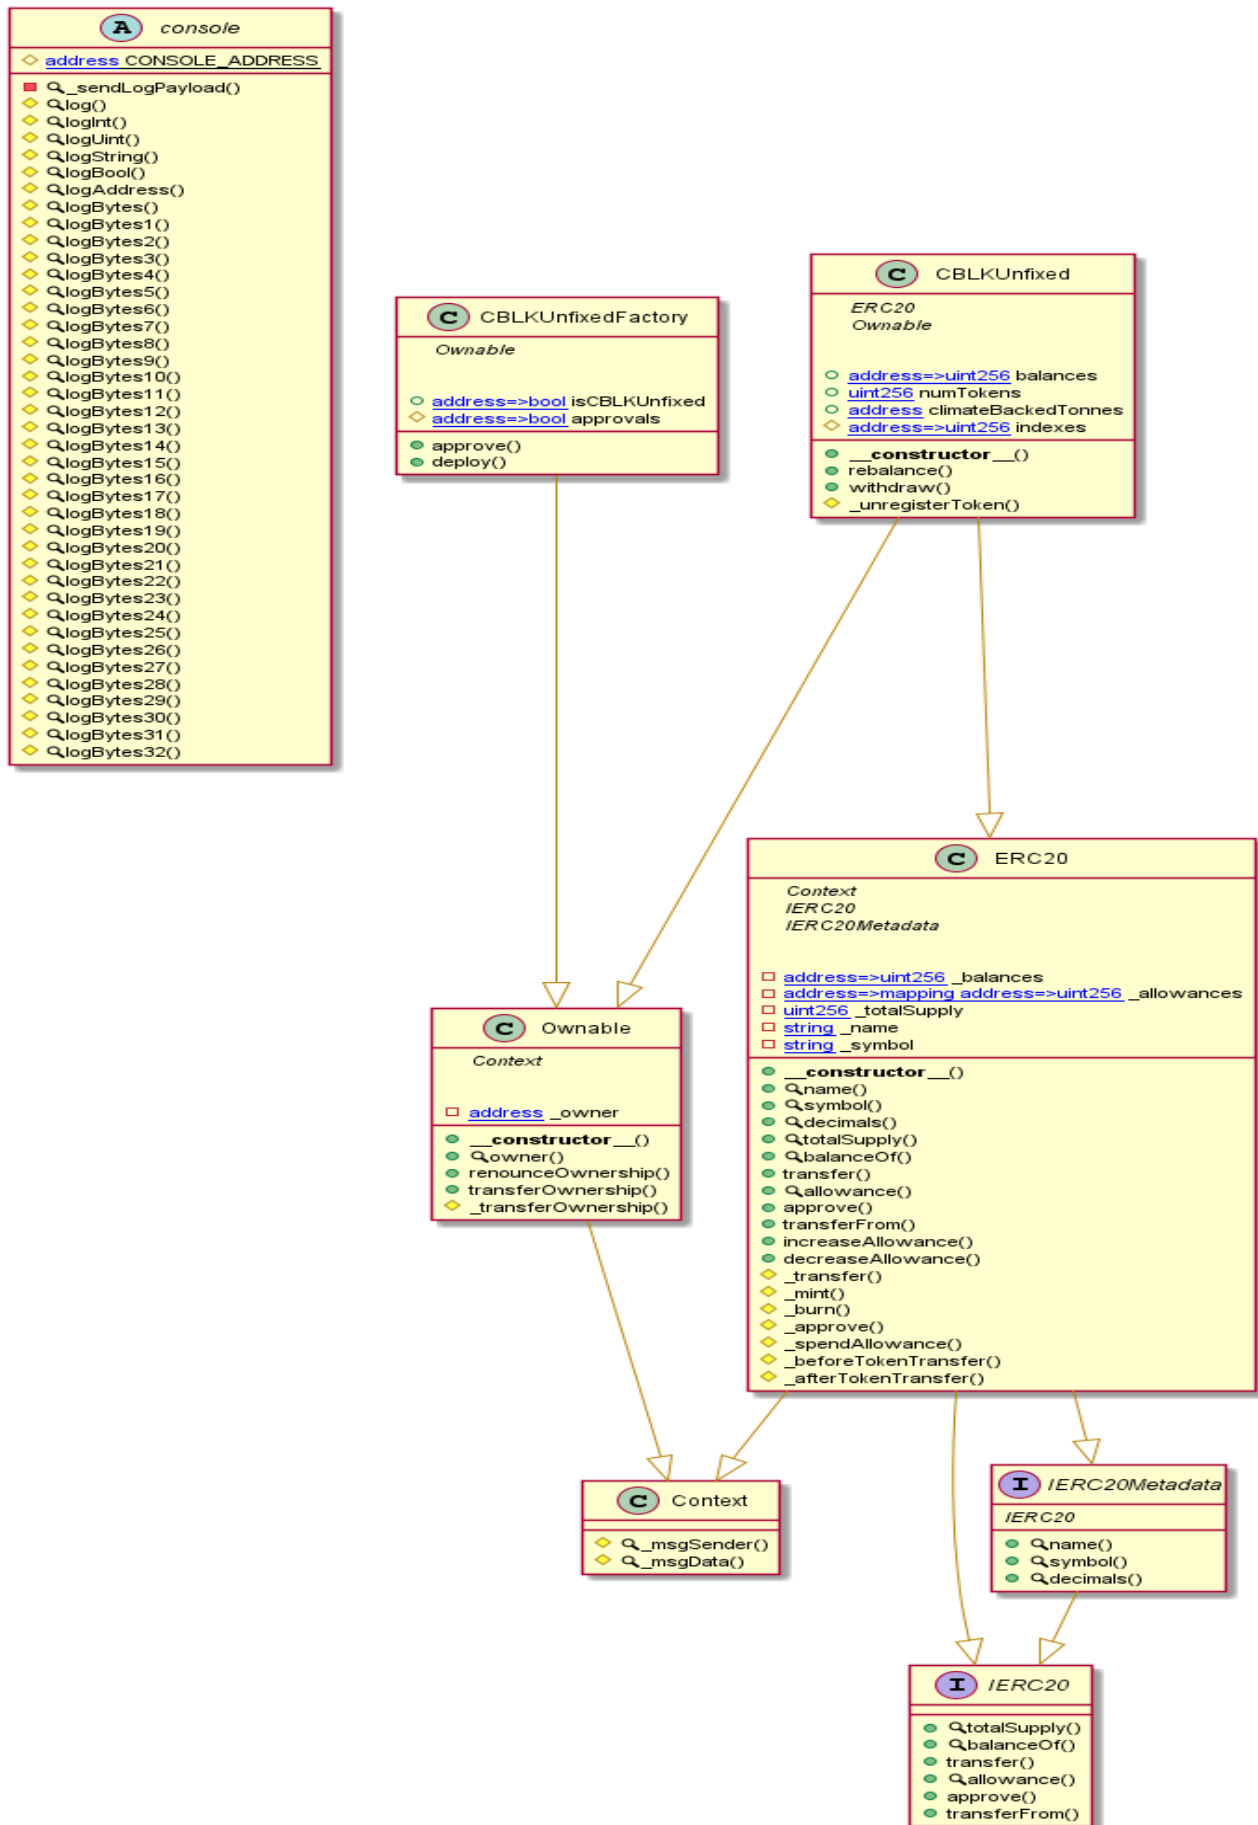 A console
address CONSOLE_ADDRESS
_sendLogPayload()
log()
logInt()
logUint()
logString()
logBool()
logAddress()
logBytes()
logBytes1()
logBytes2()
logBytes3()
logBytes4()
logBytes5()
logBytes6()
logBytes7()
logBytes8()
logBytes9()
logBytes10()
logBytes11()
logBytes12()
logBytes13()
logBytes14()
logBytes15()
logBytes16()
logBytes17()
logBytes18()
logBytes19()
logBytes20()
logBytes21()
logBytes22()
logBytes23()
logBytes24()
logBytes25()
logBytes26()
logBytes27()
logBytes28()
logBytes29()
logBytes30()
logBytes31()
logBytes32()
C CBLKUnfixedFactory
Ownable
address=>bool isCBLKUnfixed
address=>bool approvals
approve()
deploy()
C CBLKUnfixed
ERC20
Ownable
address=>uint256 balances
uint256 numTokens
address climateBackedTonnes
address=>uint256 indexes
__constructor__()
rebalance()
withdraw()
_unregisterToken()
C ERC20
Context
IERC20
IERC20Metadata
address=>uint256 _balances
address=>mapping address=>uint256 _allowances
uint256 _totalSupply
string _name
string _symbol
__constructor__()
name()
symbol()
decimals()
totalSupply()
balanceOf()
transfer()
allowance()
approve()
transferFrom()
increaseAllowance()
decreaseAllowance()
_transfer()
_mint()
_burn()
_approve()
_spendAllowance()
_beforeTokenTransfer()
_afterTokenTransfer()
C Ownable
Context
address _owner
__constructor__()
owner()
renounceOwnership()
transferOwnership()
_transferOwnership()
C Context
_msgSender()
_msgData()
I IERC20Metadata
IERC20
name()
symbol()
decimals()
I IERC20
totalSupply()
balanceOf()
transfer()
allowance()
approve()
transferFrom()